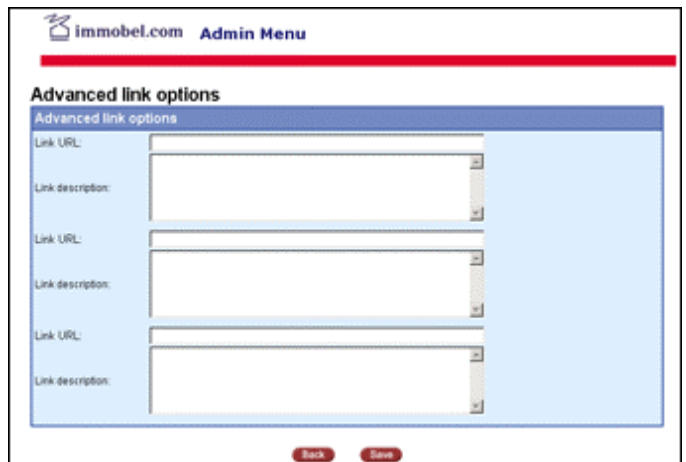 immobel.com Admin Menu
Advanced link options
Advanced link options
Link URL:
Link description:
Link URL:
Link description:
Link URL:
Link description:
Back Save